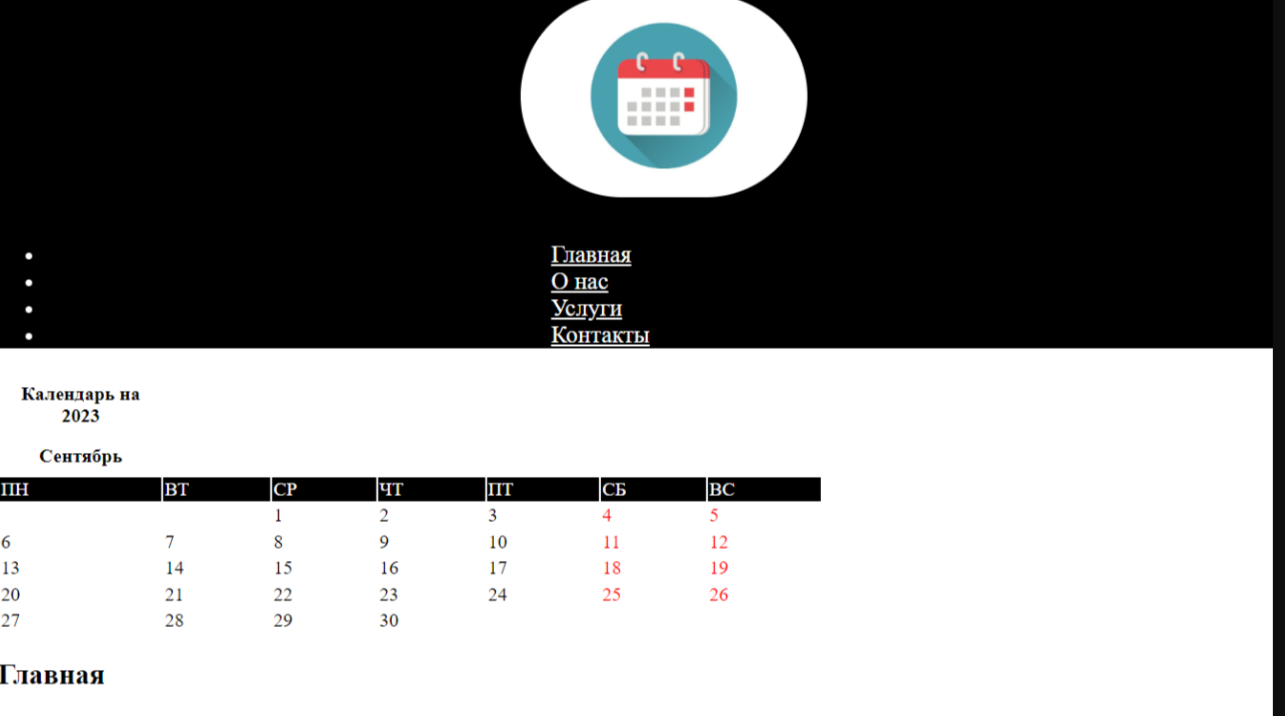 Главная
О нас
Услуги
Контакты
Календарь на
2023
Сентябрь
ПН ВТ СР ЧТ ПТ СБ ВС
1 2 3 4 5
6 7 8 9 10 11 12
13 14 15 16 17 18 19
20 21 22 23 24 25 26
27 28 29 30
Главная